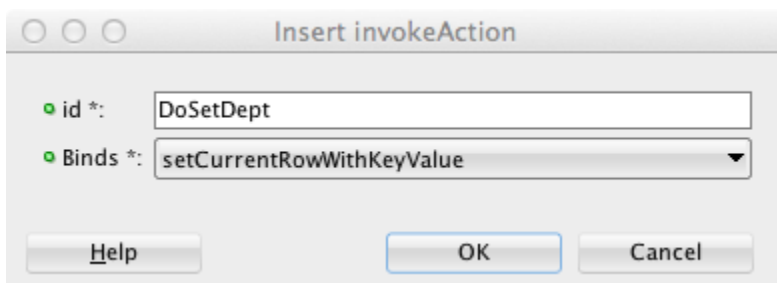 Insert invokeAction
id *: DoSetDept
Binds *: setCurrentRowWithKeyValue
Help OK Cancel